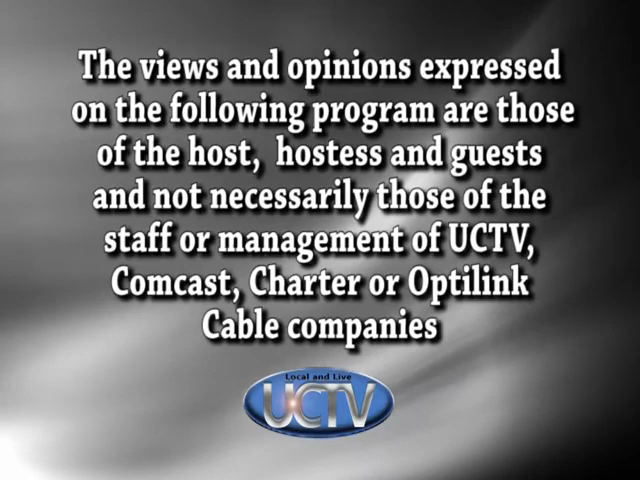 The views and opinions expressed
on the following program are those
of the host, hostess and guests
and not necessarily those of the
staff or management of UCTV,
Comcast, Charter or Optilink
Cable companies
Local and Live
UCTV